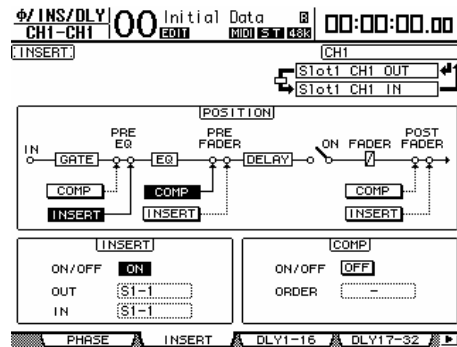 Φ/INS/DLY
CH1-CH1
00 Initial Data
EDIT MIDI ST 48K
00:00:00.00
INSERT
CH1
Slot1 CH1 OUT
Slot1 CH1 IN
POSITION
IN
GATE
PRE EQ
EQ
PRE FADER
DELAY
ON
FADER
POST FADER
COMP
COMP
COMP
INSERT
INSERT
INSERT
INSERT
ON/OFF ON
OUT S1-1
IN S1-1
COMP
ON/OFF OFF
ORDER -
PHASE
INSERT
DLY1-16
DLY17-32